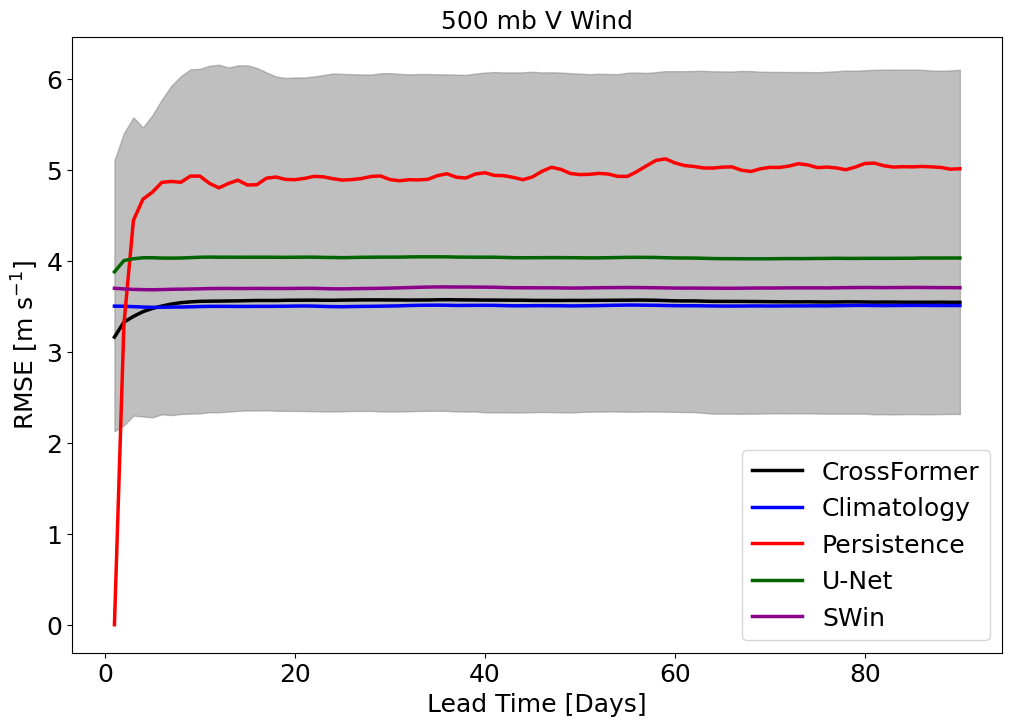 500 mb V Wind
RMSE [m s⁻¹]
6
5
4
3
2
1
0
0 20 40 60 80
Lead Time [Days]
CrossFormer
Climatology
Persistence
U-Net
SWin